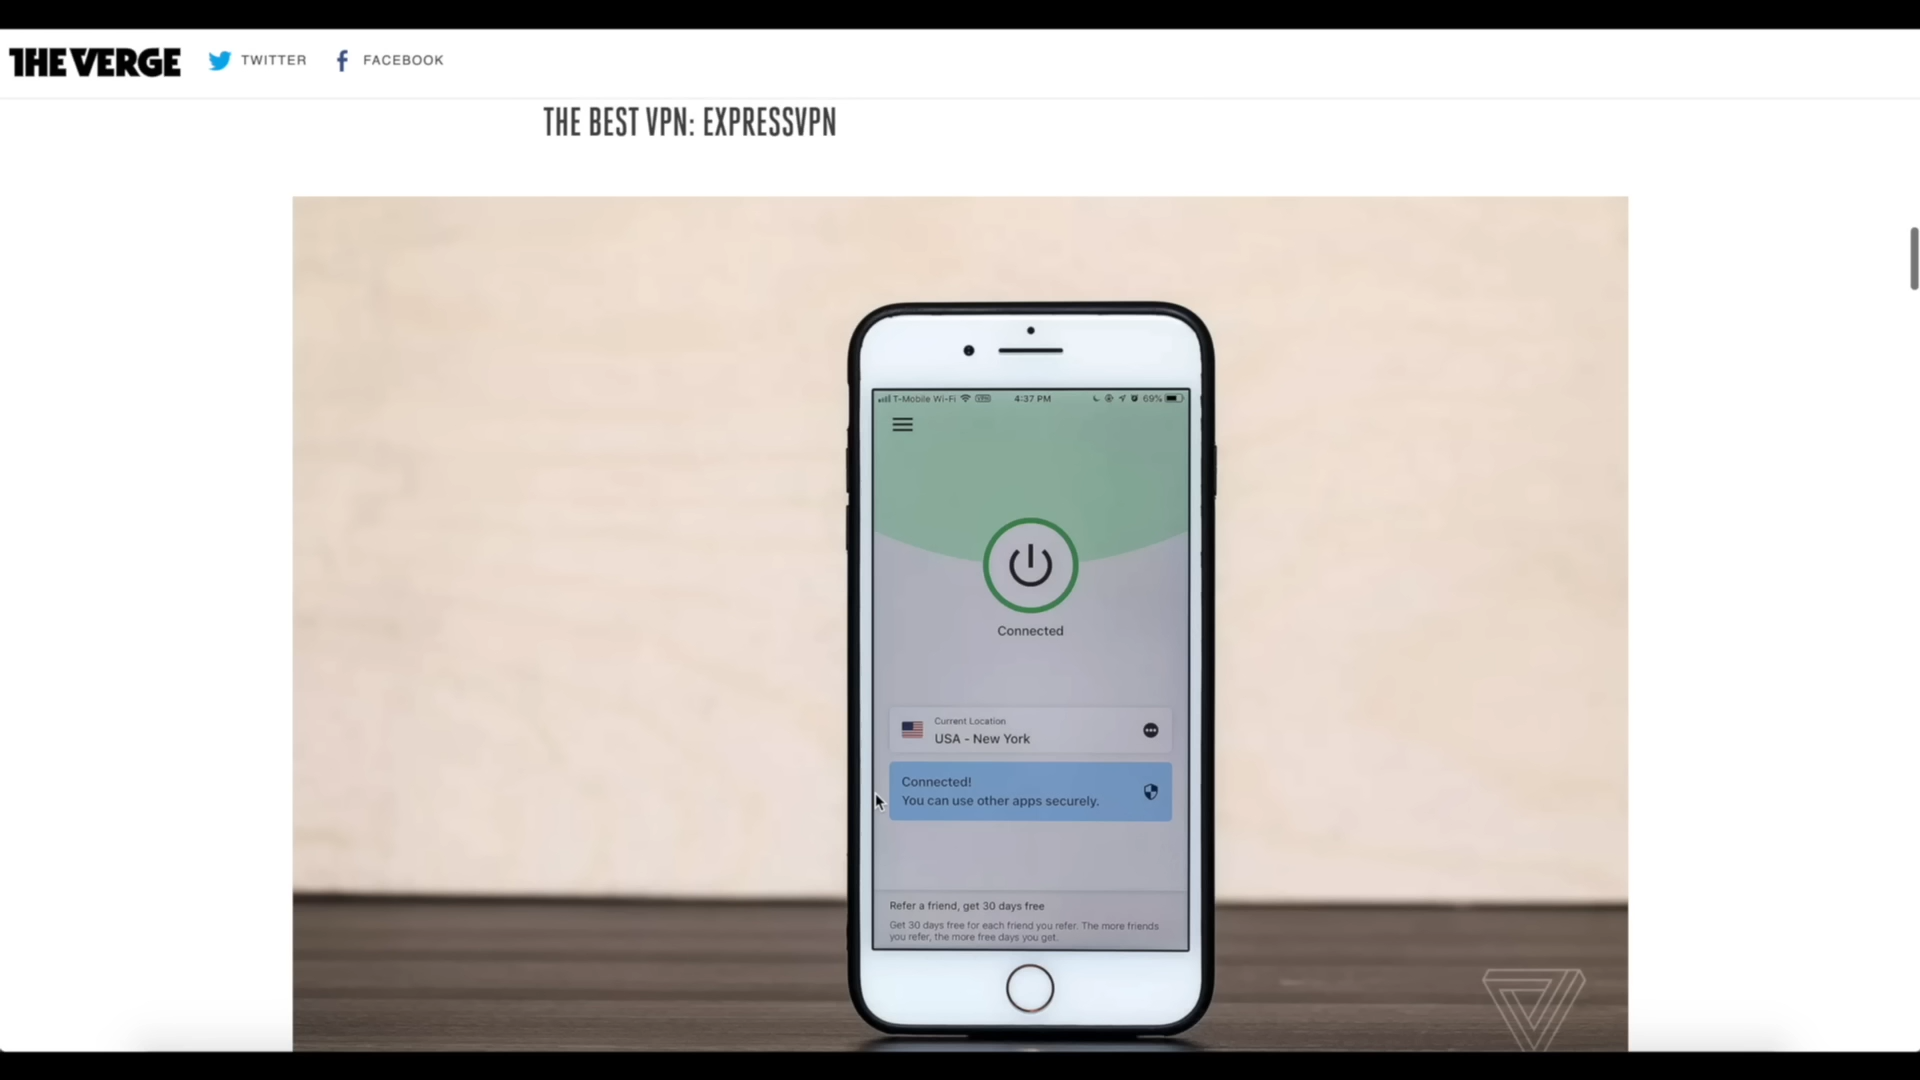 THE VERGE
TWITTER
FACEBOOK
THE BEST VPN: EXPRESSVPN
T-Mobile Wi-Fi VPN 4:37 PM 69%
Connected
Current Location
USA - New York
Connected!
You can use other apps securely.
Refer a friend, get 30 days free
Get 30 days free for each friend you refer. The more friends
you refer, the more free days you get.